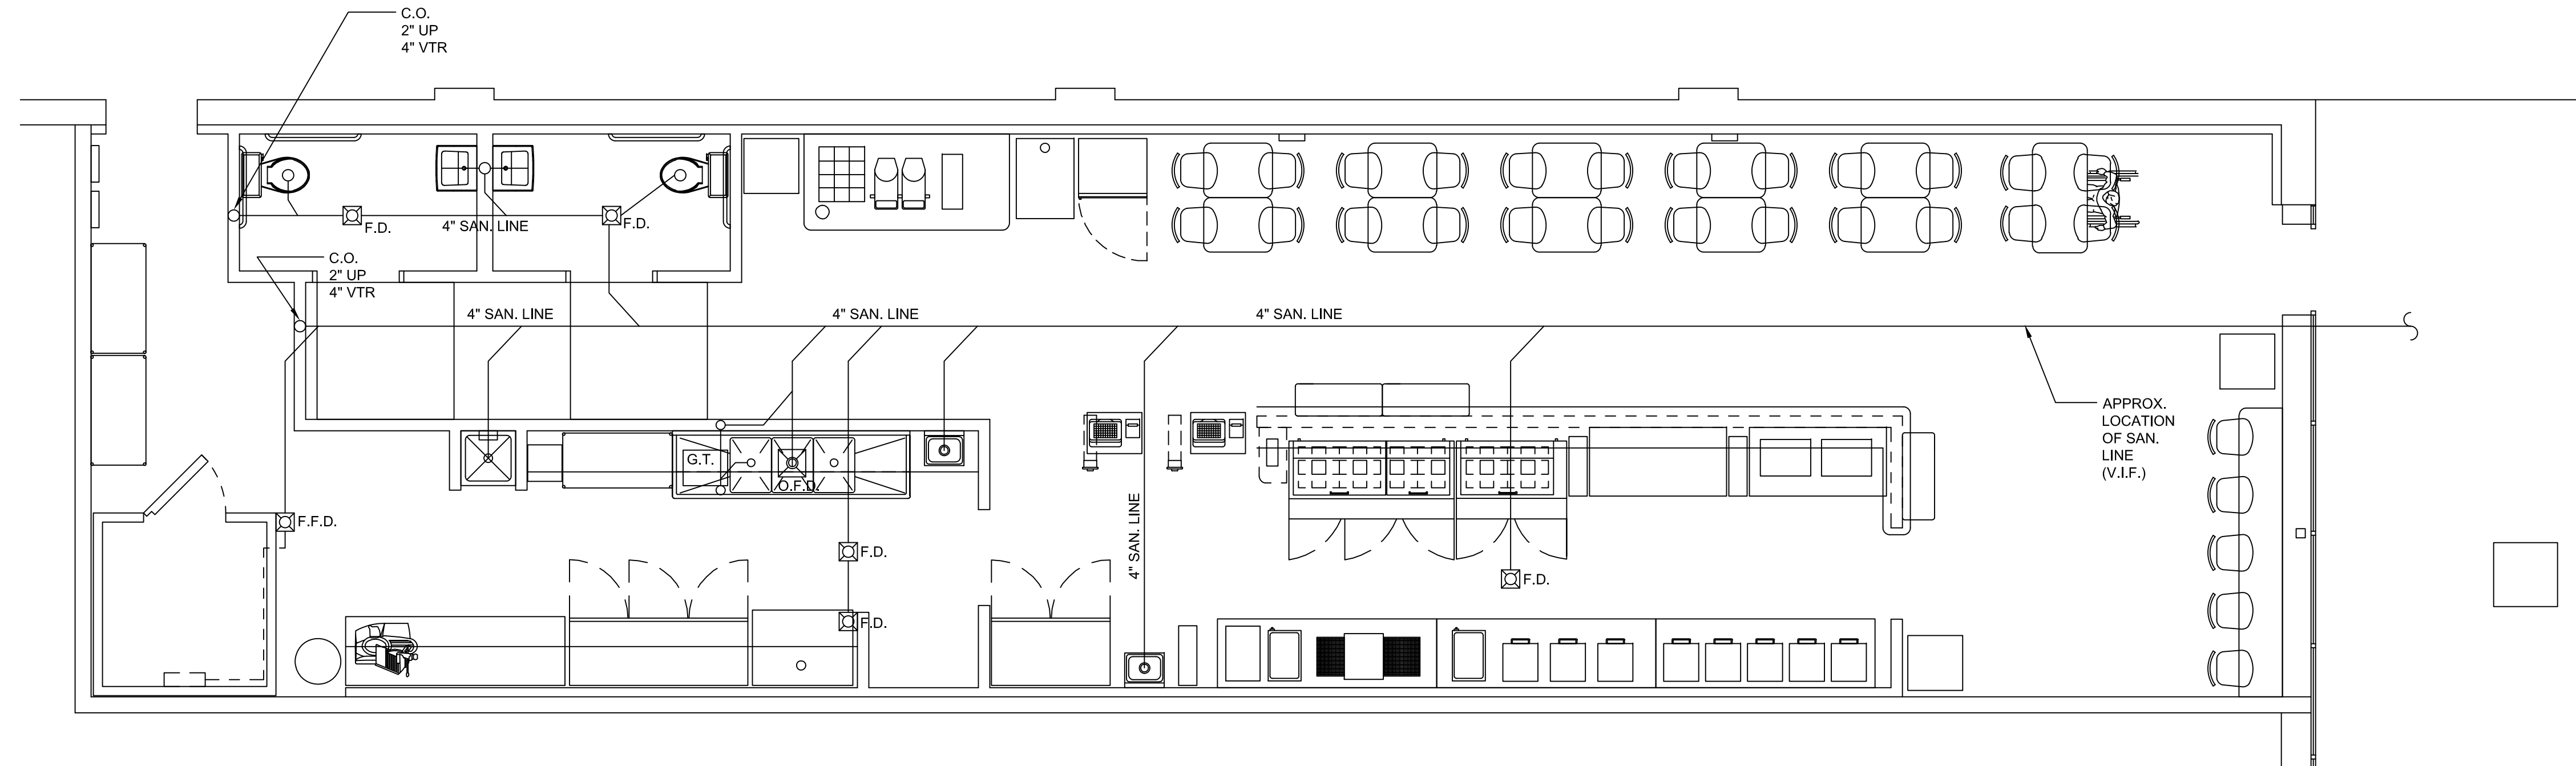 C.O.
2" UP
4" VTR
F.D.
4" SAN. LINE
F.D.
C.O.
2" UP
4" VTR
4" SAN. LINE
4" SAN. LINE
4" SAN. LINE
APPROX.
LOCATION
OF SAN.
LINE
(V.I.F.)
G.T.
O.F.D.
F.F.D.
F.D.
4" SAN. LINE
F.D.
F.D.